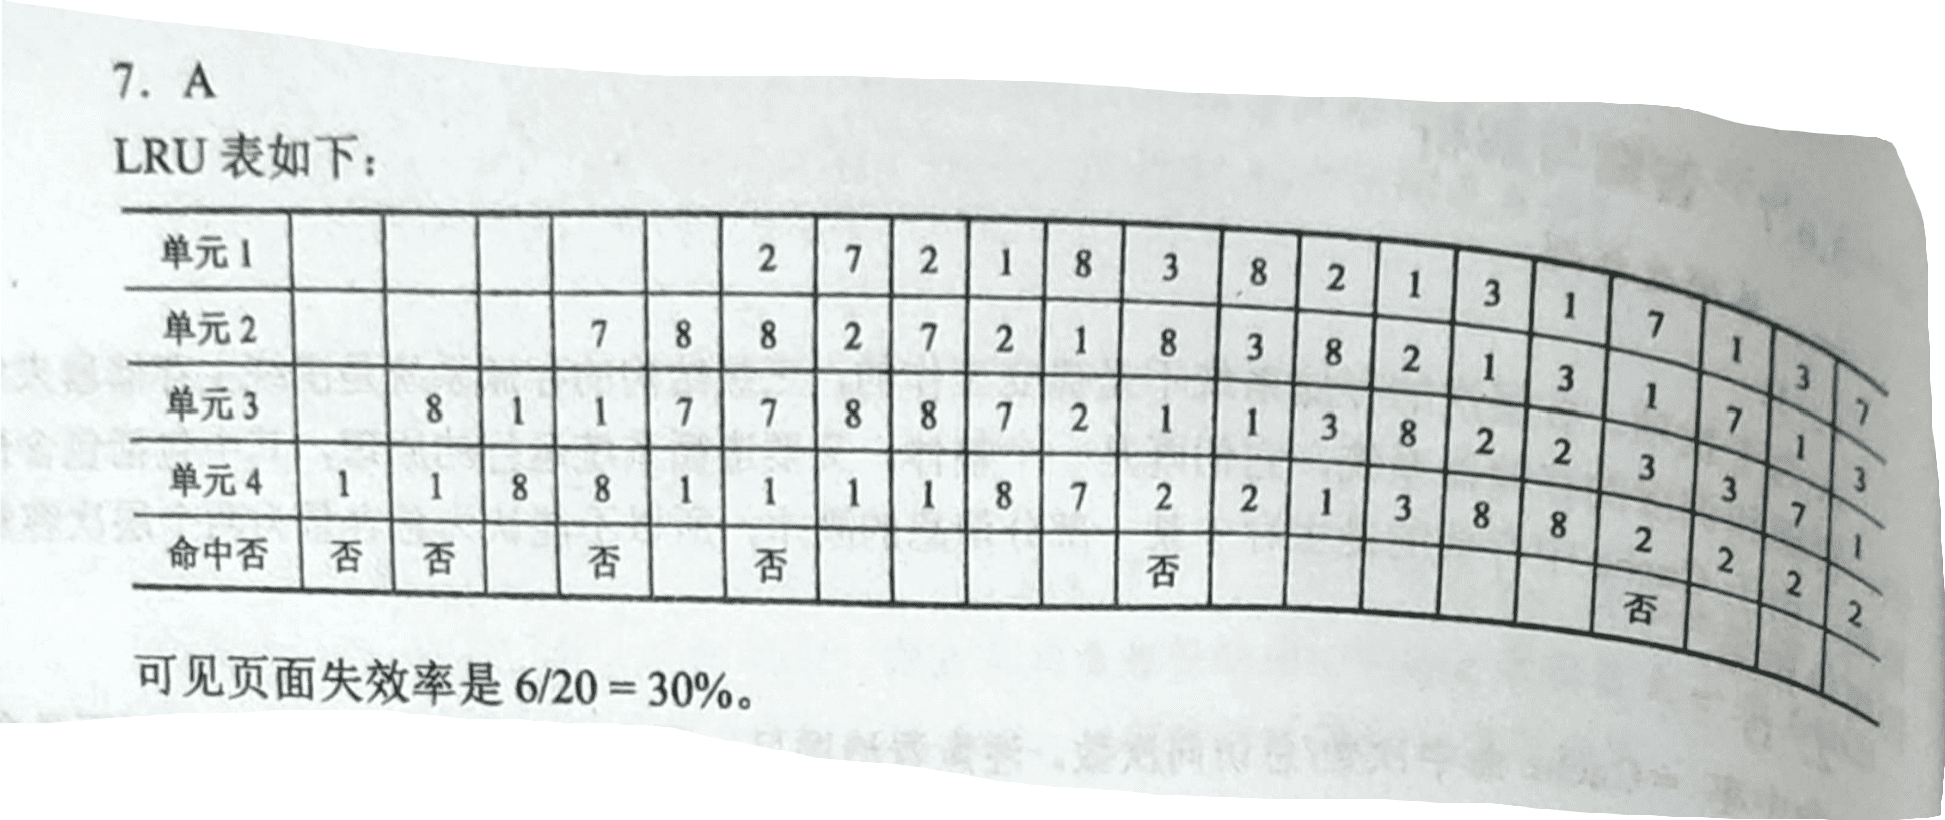 7. A
LRU 表如下：
单元 1 2 7 2 1 8 3 8 2 1 3 1 7 1 3 7
单元 2 7 8 8 2 7 2 1 8 3 8 2 1 3 1 7 1 3
单元 3 8 1 1 7 7 8 8 7 2 1 1 3 8 2 2 3 3 7 1
单元 4 1 1 8 8 1 1 1 1 8 7 2 2 1 3 8 8 2 2 2 2
命中否 否 否 否 否 否 否
可见页面失效率是 6/20 = 30%。